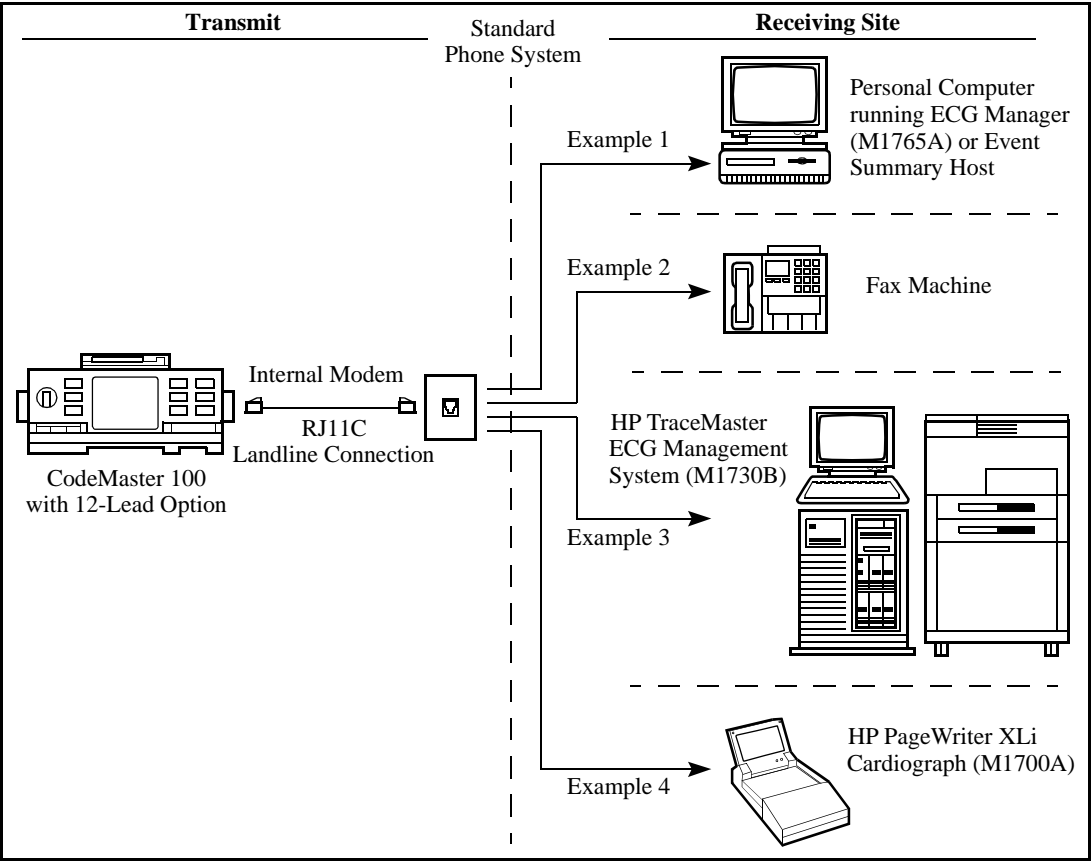 Transmit
Standard
Phone System
Receiving Site
Personal Computer
running ECG Manager
(M1765A) or Event
Summary Host
Example 1
Example 2
Fax Machine
Internal Modem
RJ11C
Landline Connection
CodeMaster 100
with 12-Lead Option
HP TraceMaster
ECG Management
System (M1730B)
Example 3
HP PageWriter XLi
Cardiograph (M1700A)
Example 4